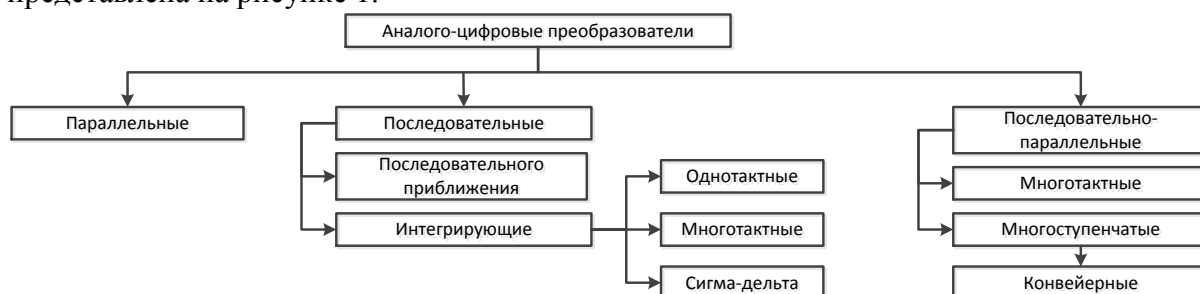 представлена на рисунке 1.
Аналого-цифровые преобразователи
Параллельные
Последовательные
Последовательно-
параллельные
Последовательного
приближения
Однотактные
Многотактные
Интегрирующие
Многотактные
Многоступенчатые
Сигма-дельта
Конвейерные